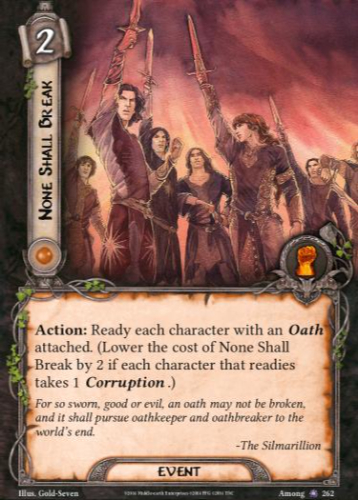 2
NONE SHALL BREAK
Action: Ready each character with an Oath
attached. (Lower the cost of None Shall
Break by 2 if each character that readies
takes 1 Corruption.)
For so sworn, good or evil, an oath may not be broken,
and it shall pursue oathkeeper and oathbreaker to the
world's end.
-The Silmarillion
EVENT
Illus. Gold-Seven
Among
262